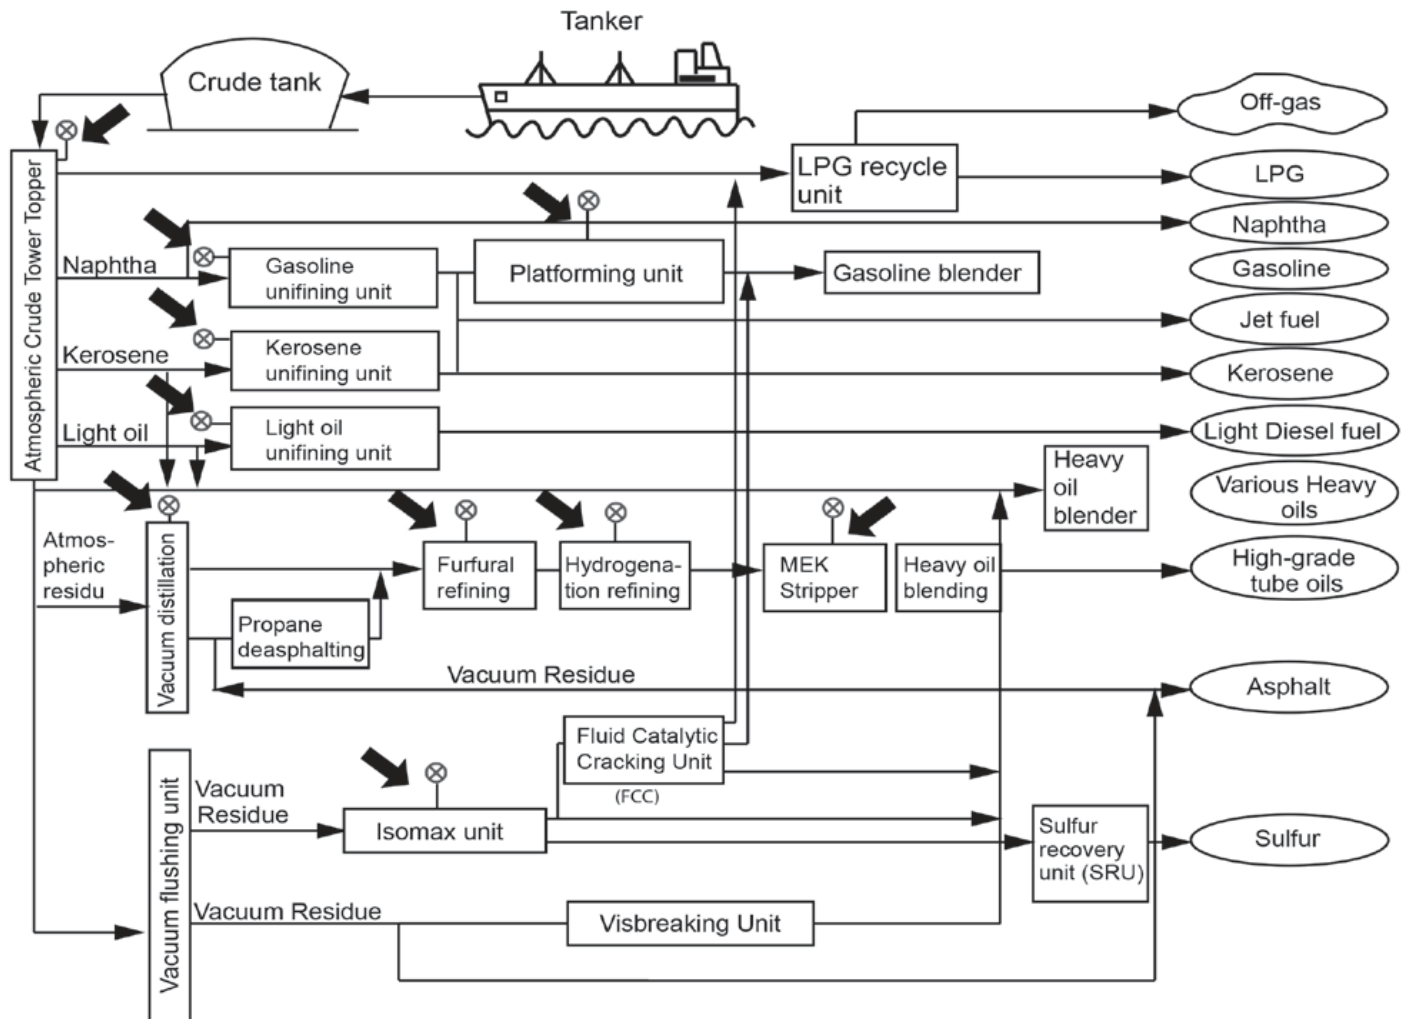 Tanker
Crude tank
Off-gas
LPG recycle
unit
LPG
Atmospheric Crude Tower Topper
Naphtha
Naphtha
Gasoline
unifining unit
Platforming unit
Gasoline blender
Gasoline
Jet fuel
Kerosene
Kerosene
unifining unit
Kerosene
Light oil
Light oil
unifining unit
Light Diesel fuel
Heavy
oil
blender
Various Heavy
oils
Atmos-
pheric
residu
Vacuum distillation
Furfural
refining
Hydrogena-
tion refining
MEK
Stripper
Heavy oil
blending
High-grade
tube oils
Propane
deasphalting
Vacuum Residue
Asphalt
Fluid Catalytic
Cracking Unit
(FCC)
Vacuum flushing unit
Vacuum
Residue
Isomax unit
Sulfur
recovery
unit (SRU)
Sulfur
Vacuum Residue
Visbreaking Unit